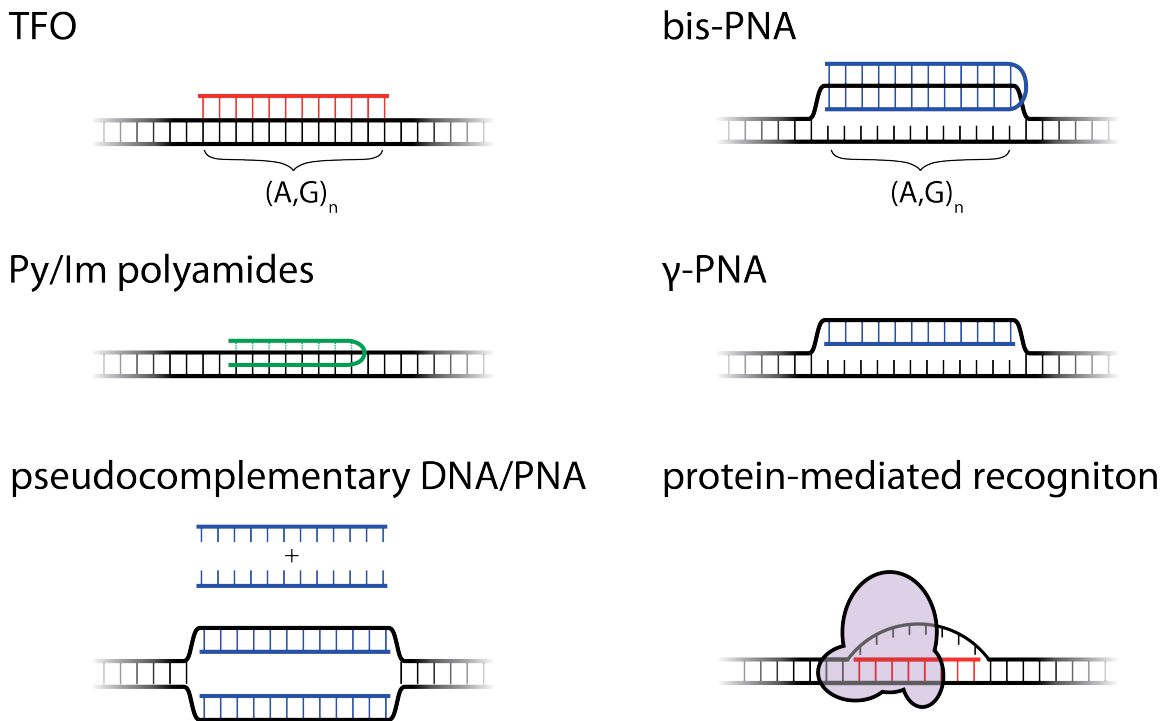 TFO
(A,G)n
bis-PNA
(A,G)n
Py/Im polyamides
γ-PNA
pseudocomplementary DNA/PNA
+
protein-mediated recogniton